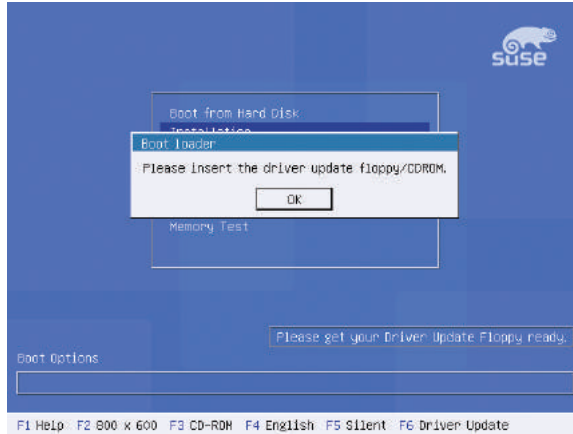 SUSE
Boot from Hard Disk
Installation
Boot loader
Please insert the driver update floppy/CDROM.
OK
Memory Test
Please get your Driver Update Floppy ready.
Boot Options
F1 Help F2 800 x 600 F3 CD-ROM F4 English F5 Silent F6 Driver Update